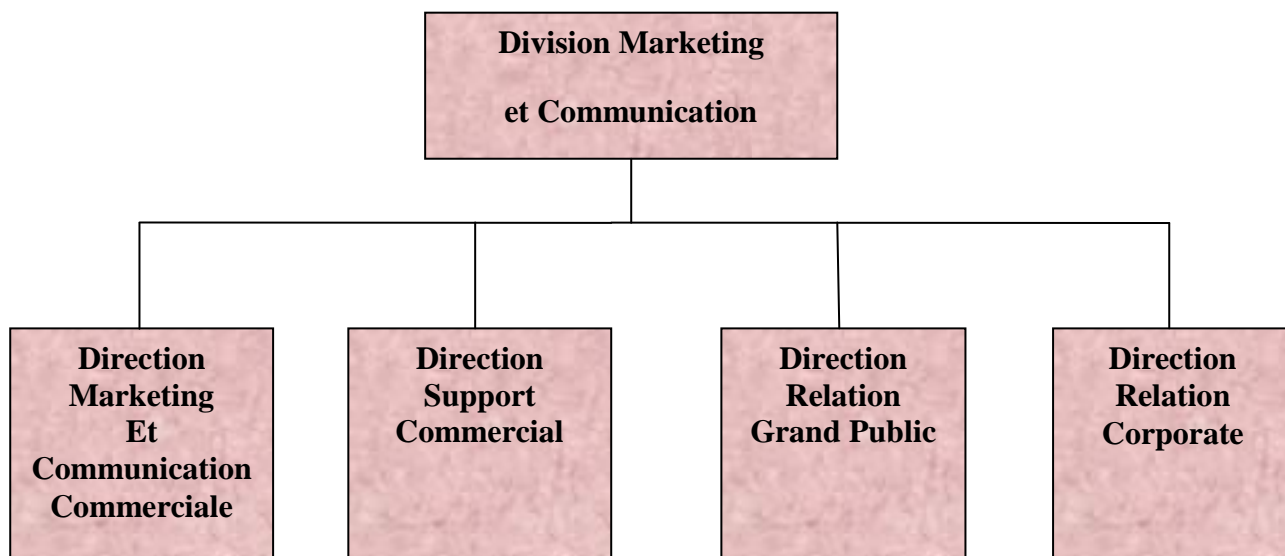 Division Marketing
et Communication
Direction
Marketing
Et
Communication
Commerciale
Direction
Support
Commercial
Direction
Relation
Grand Public
Direction
Relation
Corporate